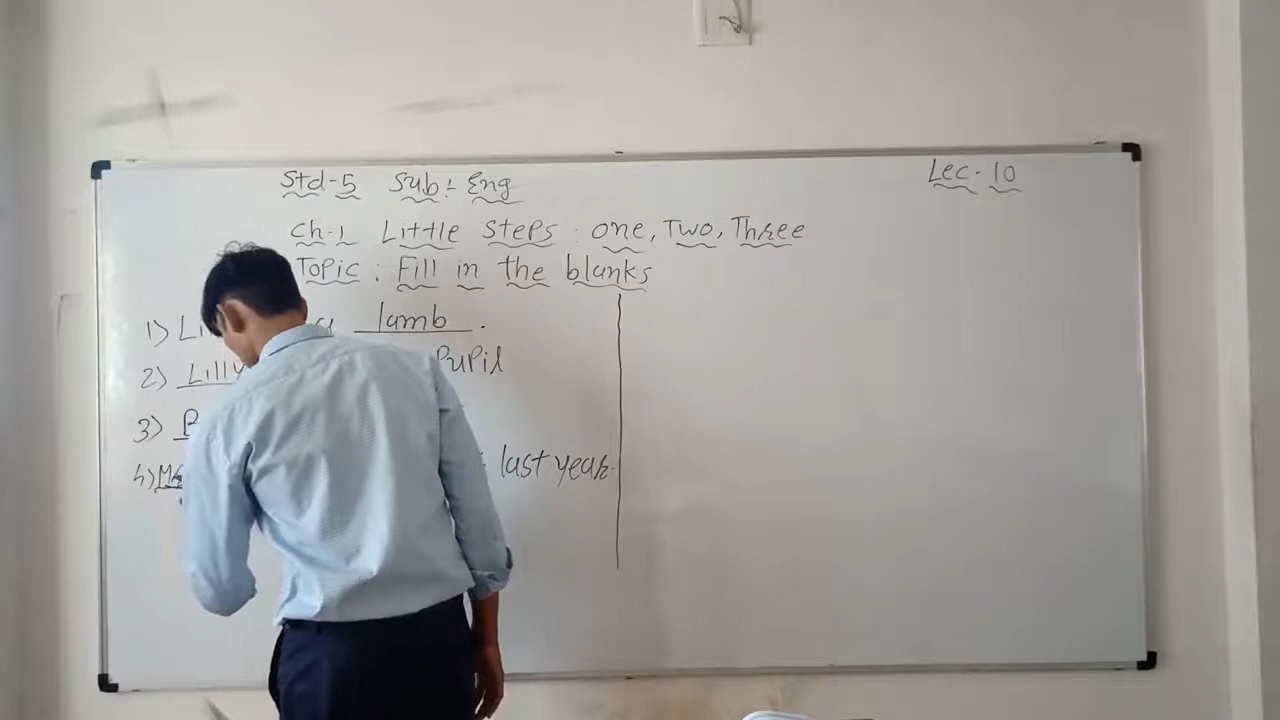 Std-5 Sub:- Eng
Lec-10
Ch-1 Little Steps: one, Two, Three
Topic: Fill in the blanks
1) lamb.
2) Lilly Pupil
3)
4) last year.